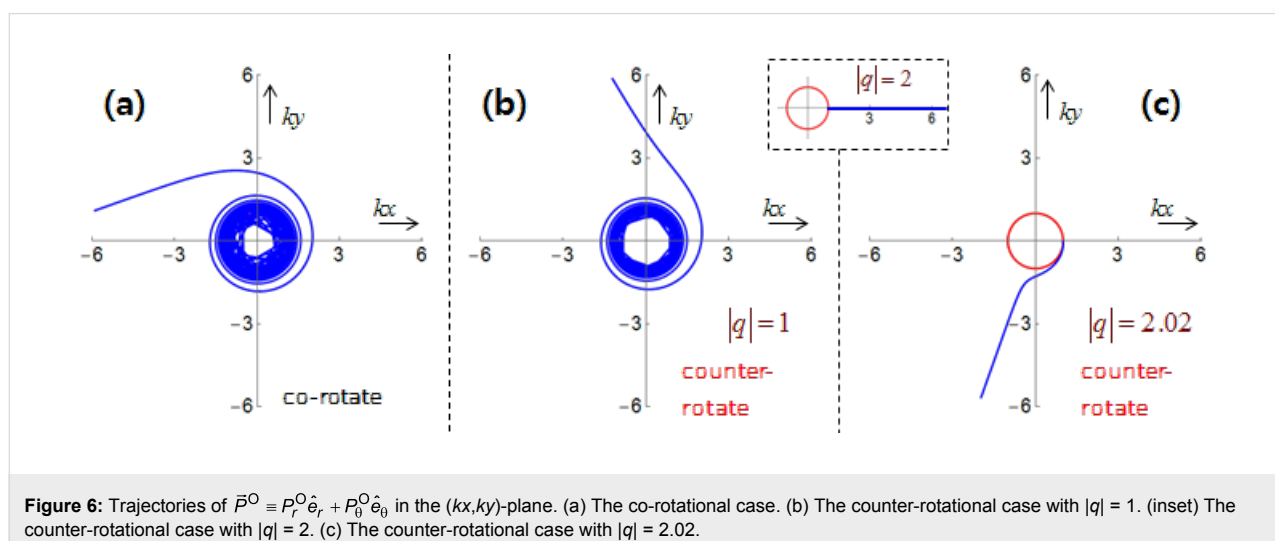 (a)
6
ky
3
kx
−6
−3
3
6
−3
co-rotate
−6
(b)
6
ky
3
kx
−6
−3
3
6
−3
|q| = 1
counter-
rotate
−6
|q| = 2
3
6
(c)
6
ky
3
kx
−6
−3
3
6
−3
|q| = 2.02
counter-
rotate
−6
Figure 6: Trajectories of P⃗^O ≡ P_r^O ê_r + P_θ^O ê_θ in the (kx,ky)-plane. (a) The co-rotational case. (b) The counter-rotational case with |q| = 1. (inset) The
counter-rotational case with |q| = 2. (c) The counter-rotational case with |q| = 2.02.